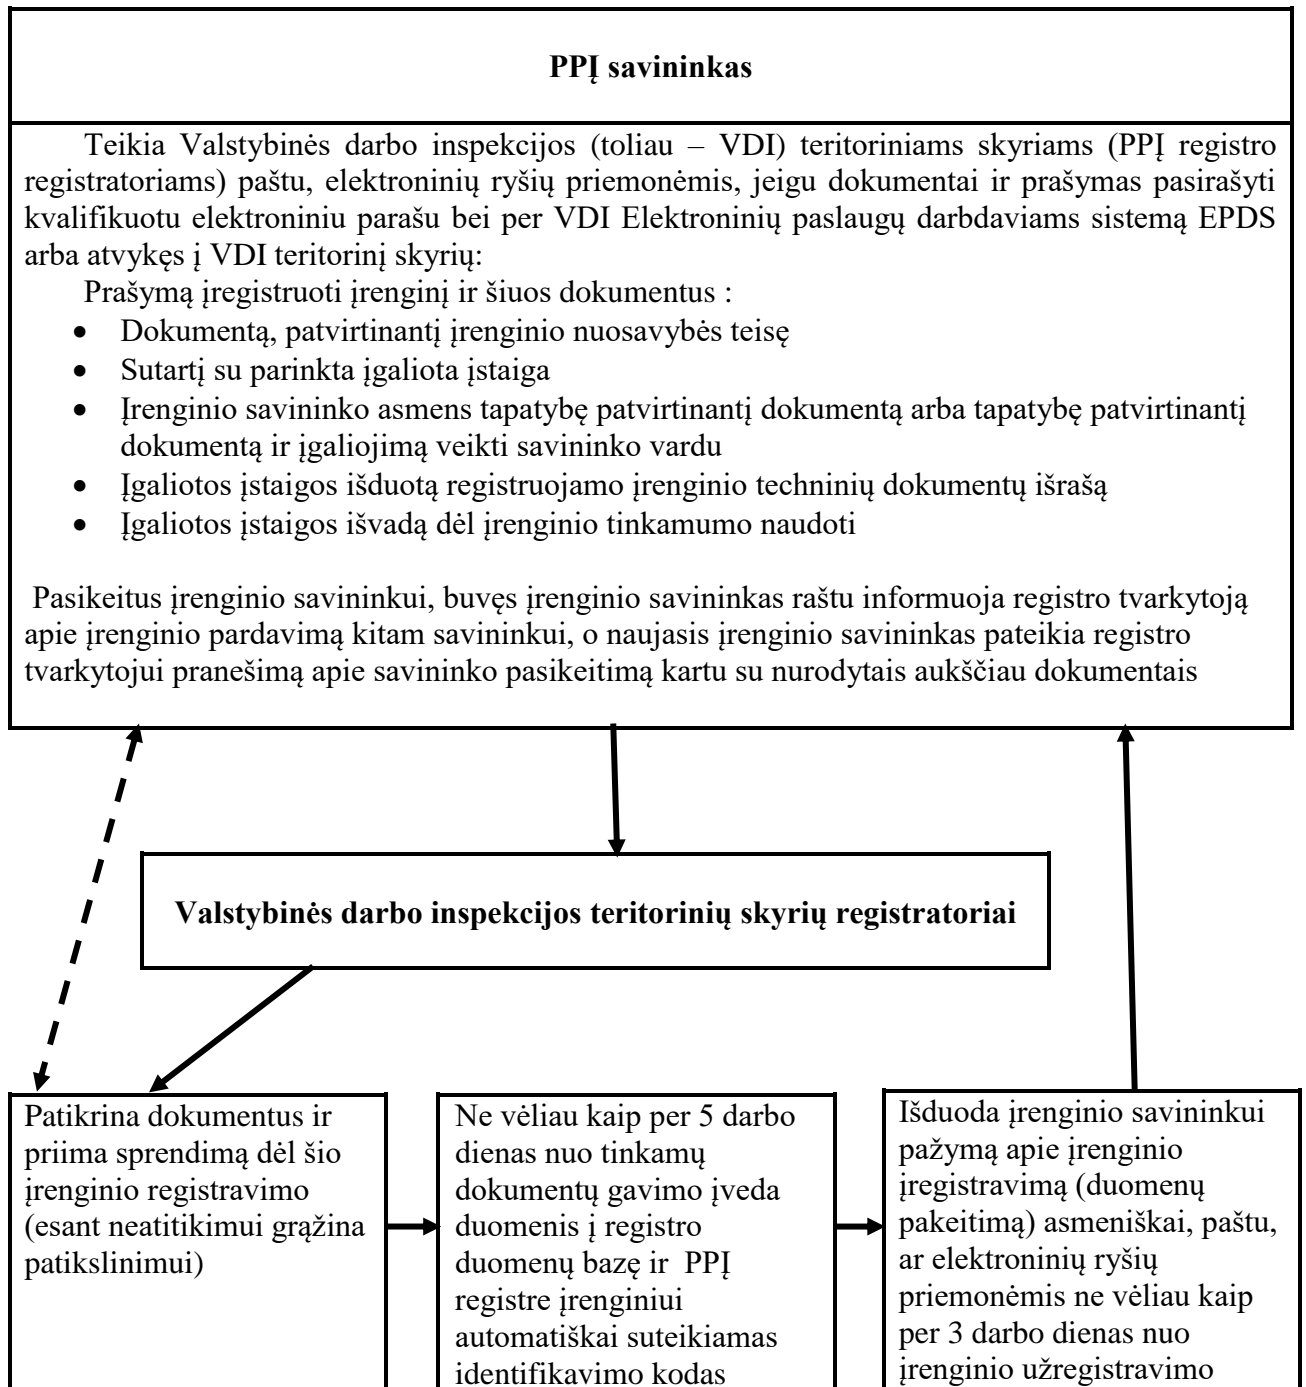 PPĮ savininkas
Teikia Valstybinės darbo inspekcijos (toliau – VDI) teritoriniams skyriams (PPĮ registro
registratoriams) paštu, elektroninių ryšių priemonėmis, jeigu dokumentai ir prašymas pasirašyti
kvalifikuotu elektroniniu parašu bei per VDI Elektroninių paslaugų darbdaviams sistemą EPDS
arba atvykęs į VDI teritorinį skyrių:
Prašymą įregistruoti įrenginį ir šiuos dokumentus :
• Dokumentą, patvirtinantį įrenginio nuosavybės teisę
• Sutartį su parinkta įgaliota įstaiga
• Įrenginio savininko asmens tapatybę patvirtinantį dokumentą arba tapatybę patvirtinantį
dokumentą ir įgaliojimą veikti savininko vardu
• Įgaliotos įstaigos išduotą registruojamo įrenginio techninių dokumentų išrašą
• Įgaliotos įstaigos išvadą dėl įrenginio tinkamumo naudoti
Pasikeitus įrenginio savininkui, buvęs įrenginio savininkas raštu informuoja registro tvarkytoją
apie įrenginio pardavimą kitam savininkui, o naujasis įrenginio savininkas pateikia registro
tvarkytojui pranešimą apie savininko pasikeitimą kartu su nurodytais aukščiau dokumentais
Valstybinės darbo inspekcijos teritorinių skyrių registratoriai
Patikrina dokumentus ir
priima sprendimą dėl šio
įrenginio registravimo
(esant neatitikimui grąžina
patikslinimui)
Ne vėliau kaip per 5 darbo
dienas nuo tinkamų
dokumentų gavimo įveda
duomenis į registro
duomenų bazę ir PPĮ
registre įrenginiui
automatiškai suteikiamas
identifikavimo kodas
Išduoda įrenginio savininkui
pažymą apie įrenginio
įregistravimą (duomenų
pakeitimą) asmeniškai, paštu,
ar elektroninių ryšių
priemonėmis ne vėliau kaip
per 3 darbo dienas nuo
įrenginio užregistravimo